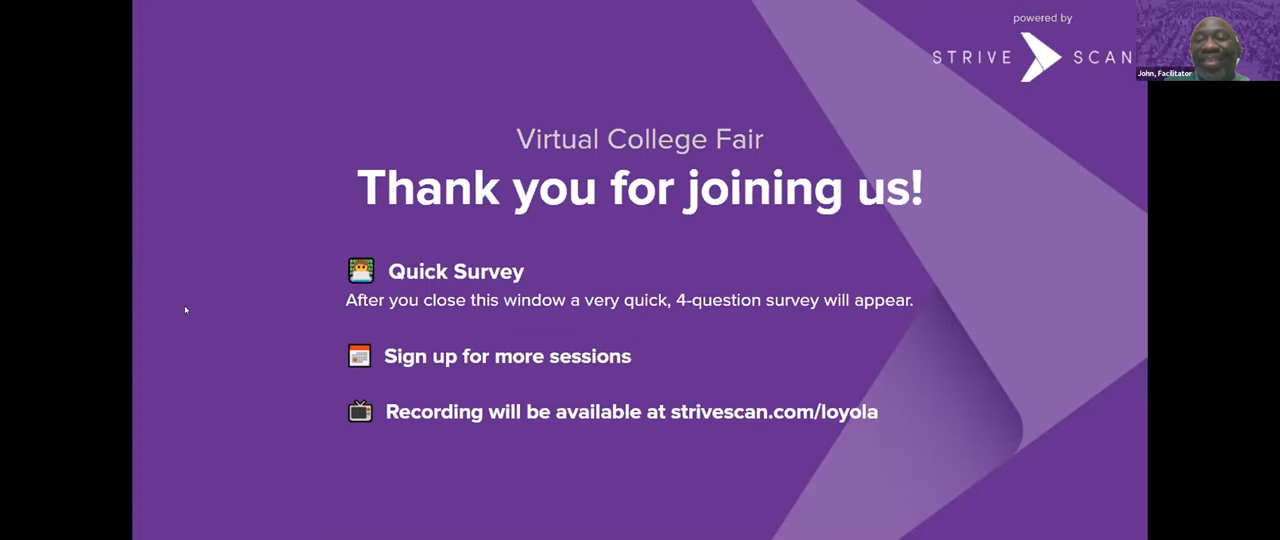 powered by
STRIVE SCAN
John, Facilitator
Virtual College Fair
Thank you for joining us!
Quick Survey
After you close this window a very quick, 4-question survey will appear.
Sign up for more sessions
Recording will be available at strivescan.com/loyola